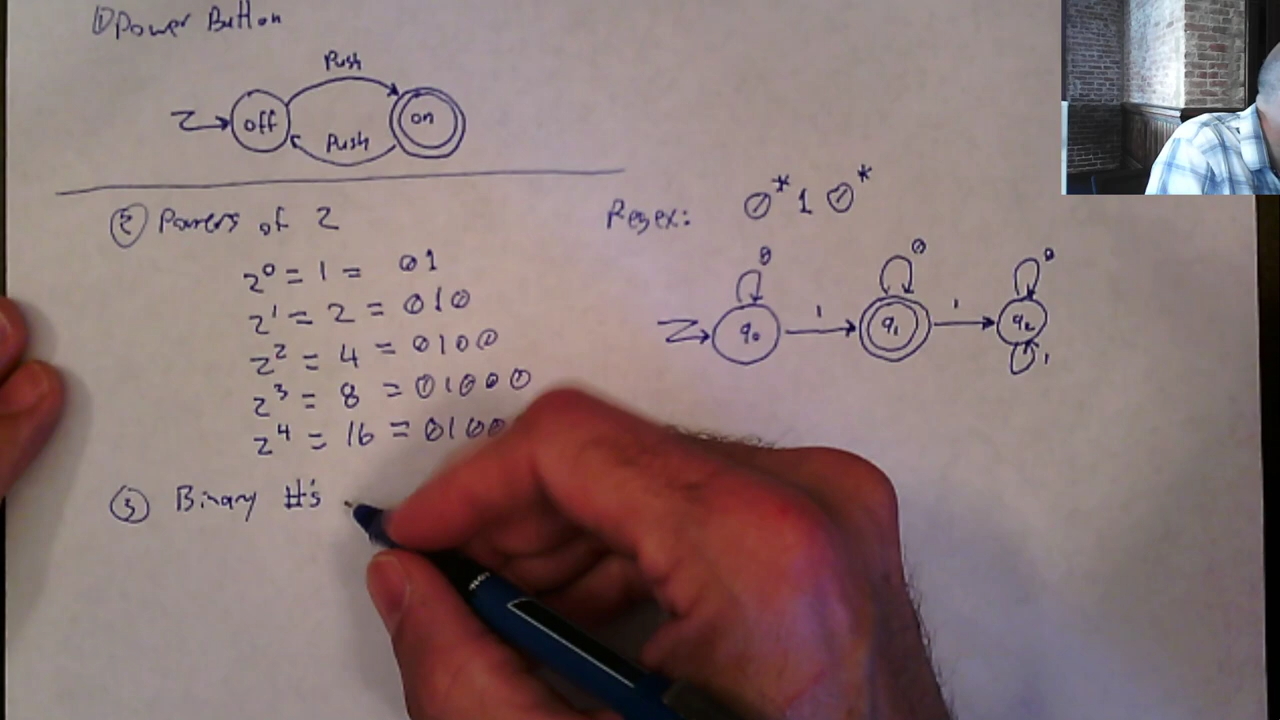 ① Power Button
Push
off
on
Push
② Powers of 2
2⁰ = 1 = 01
2¹ = 2 = 010
2² = 4 = 0100
2³ = 8 = 01000
2⁴ = 16 = 0100
③ Binary #'s
Regex: 0* 1 0*
0 0 0
q₀ 1 q₁ 1 q₂
1